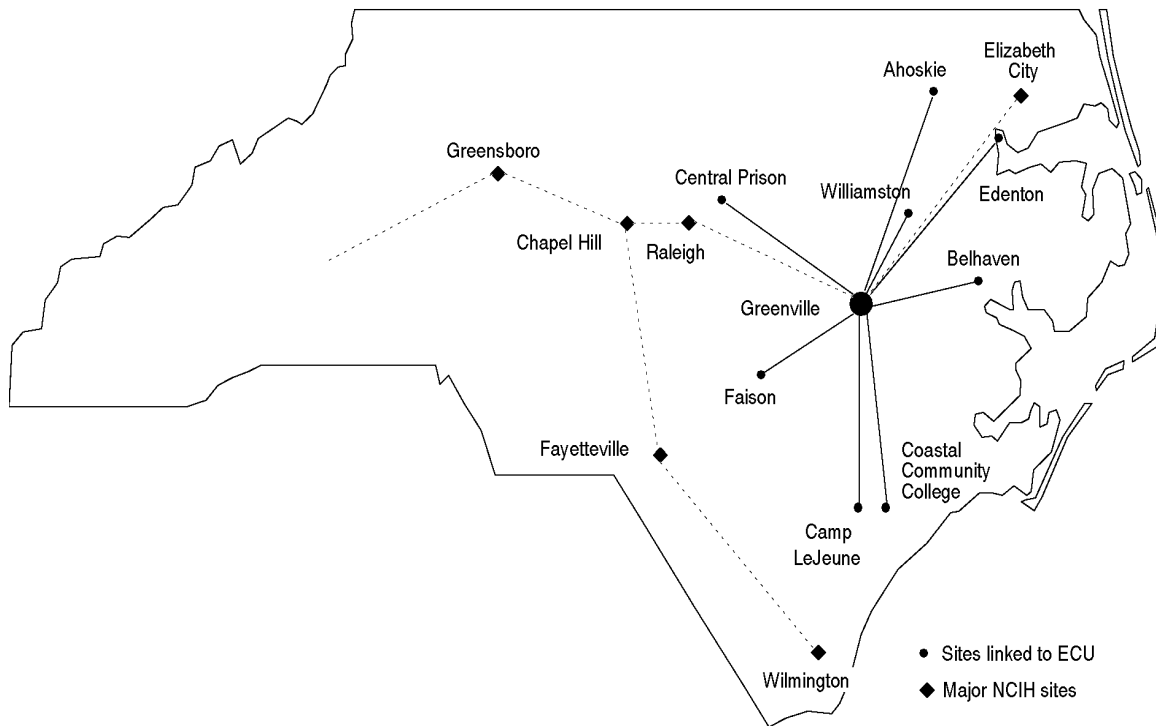 Elizabeth
City
Ahoskie
Greensboro
Central Prison
Williamston
Edenton
Chapel Hill
Raleigh
Belhaven
Greenville
Faison
Fayetteville
Coastal
Community
College
Camp
LeJeune
Wilmington
Sites linked to ECU
Major NCIH sites